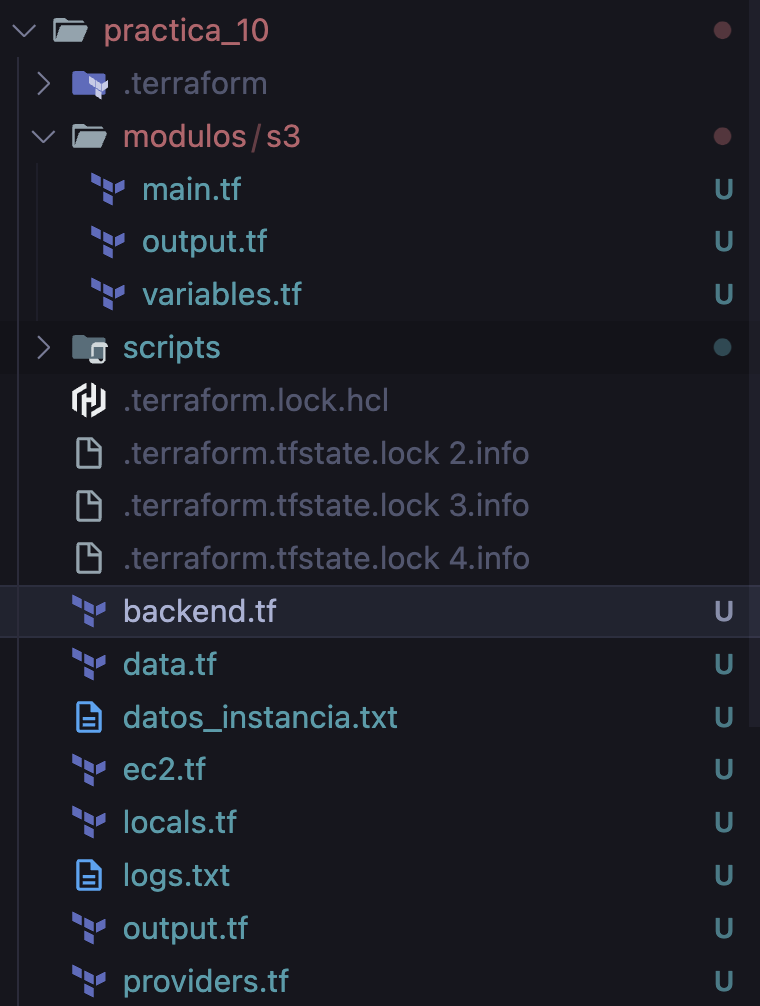 practica_10
.terraform
modulos/s3
main.tf U
output.tf U
variables.tf U
scripts
.terraform.lock.hcl
.terraform.tfstate.lock 2.info
.terraform.tfstate.lock 3.info
.terraform.tfstate.lock 4.info
backend.tf U
data.tf U
datos_instancia.txt U
ec2.tf U
locals.tf U
logs.txt U
output.tf U
providers.tf U